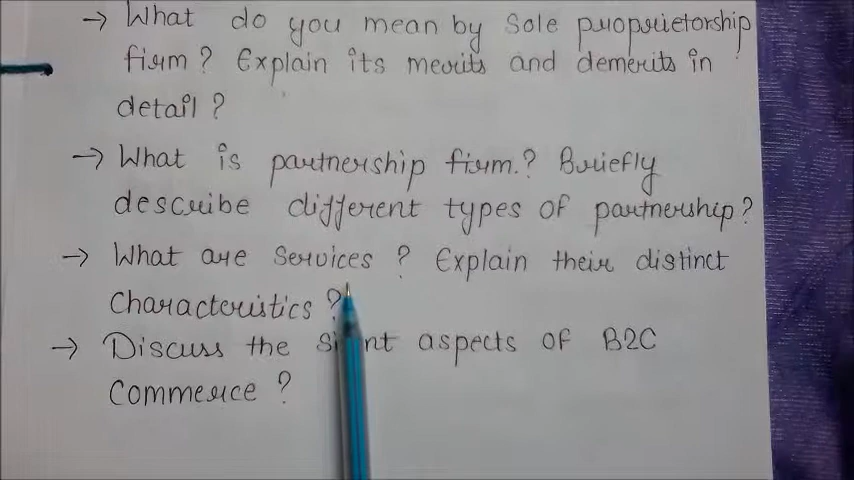 → What do you mean by Sole proprietorship
firm ? Explain its merits and demerits in
detail ?
→ What is partnership firm.? Briefly
describe different types of partnership ?
→ What are Services ? Explain their distinct
Characteristics ?
→ Discuss the aspects of B2C
Commerce ?